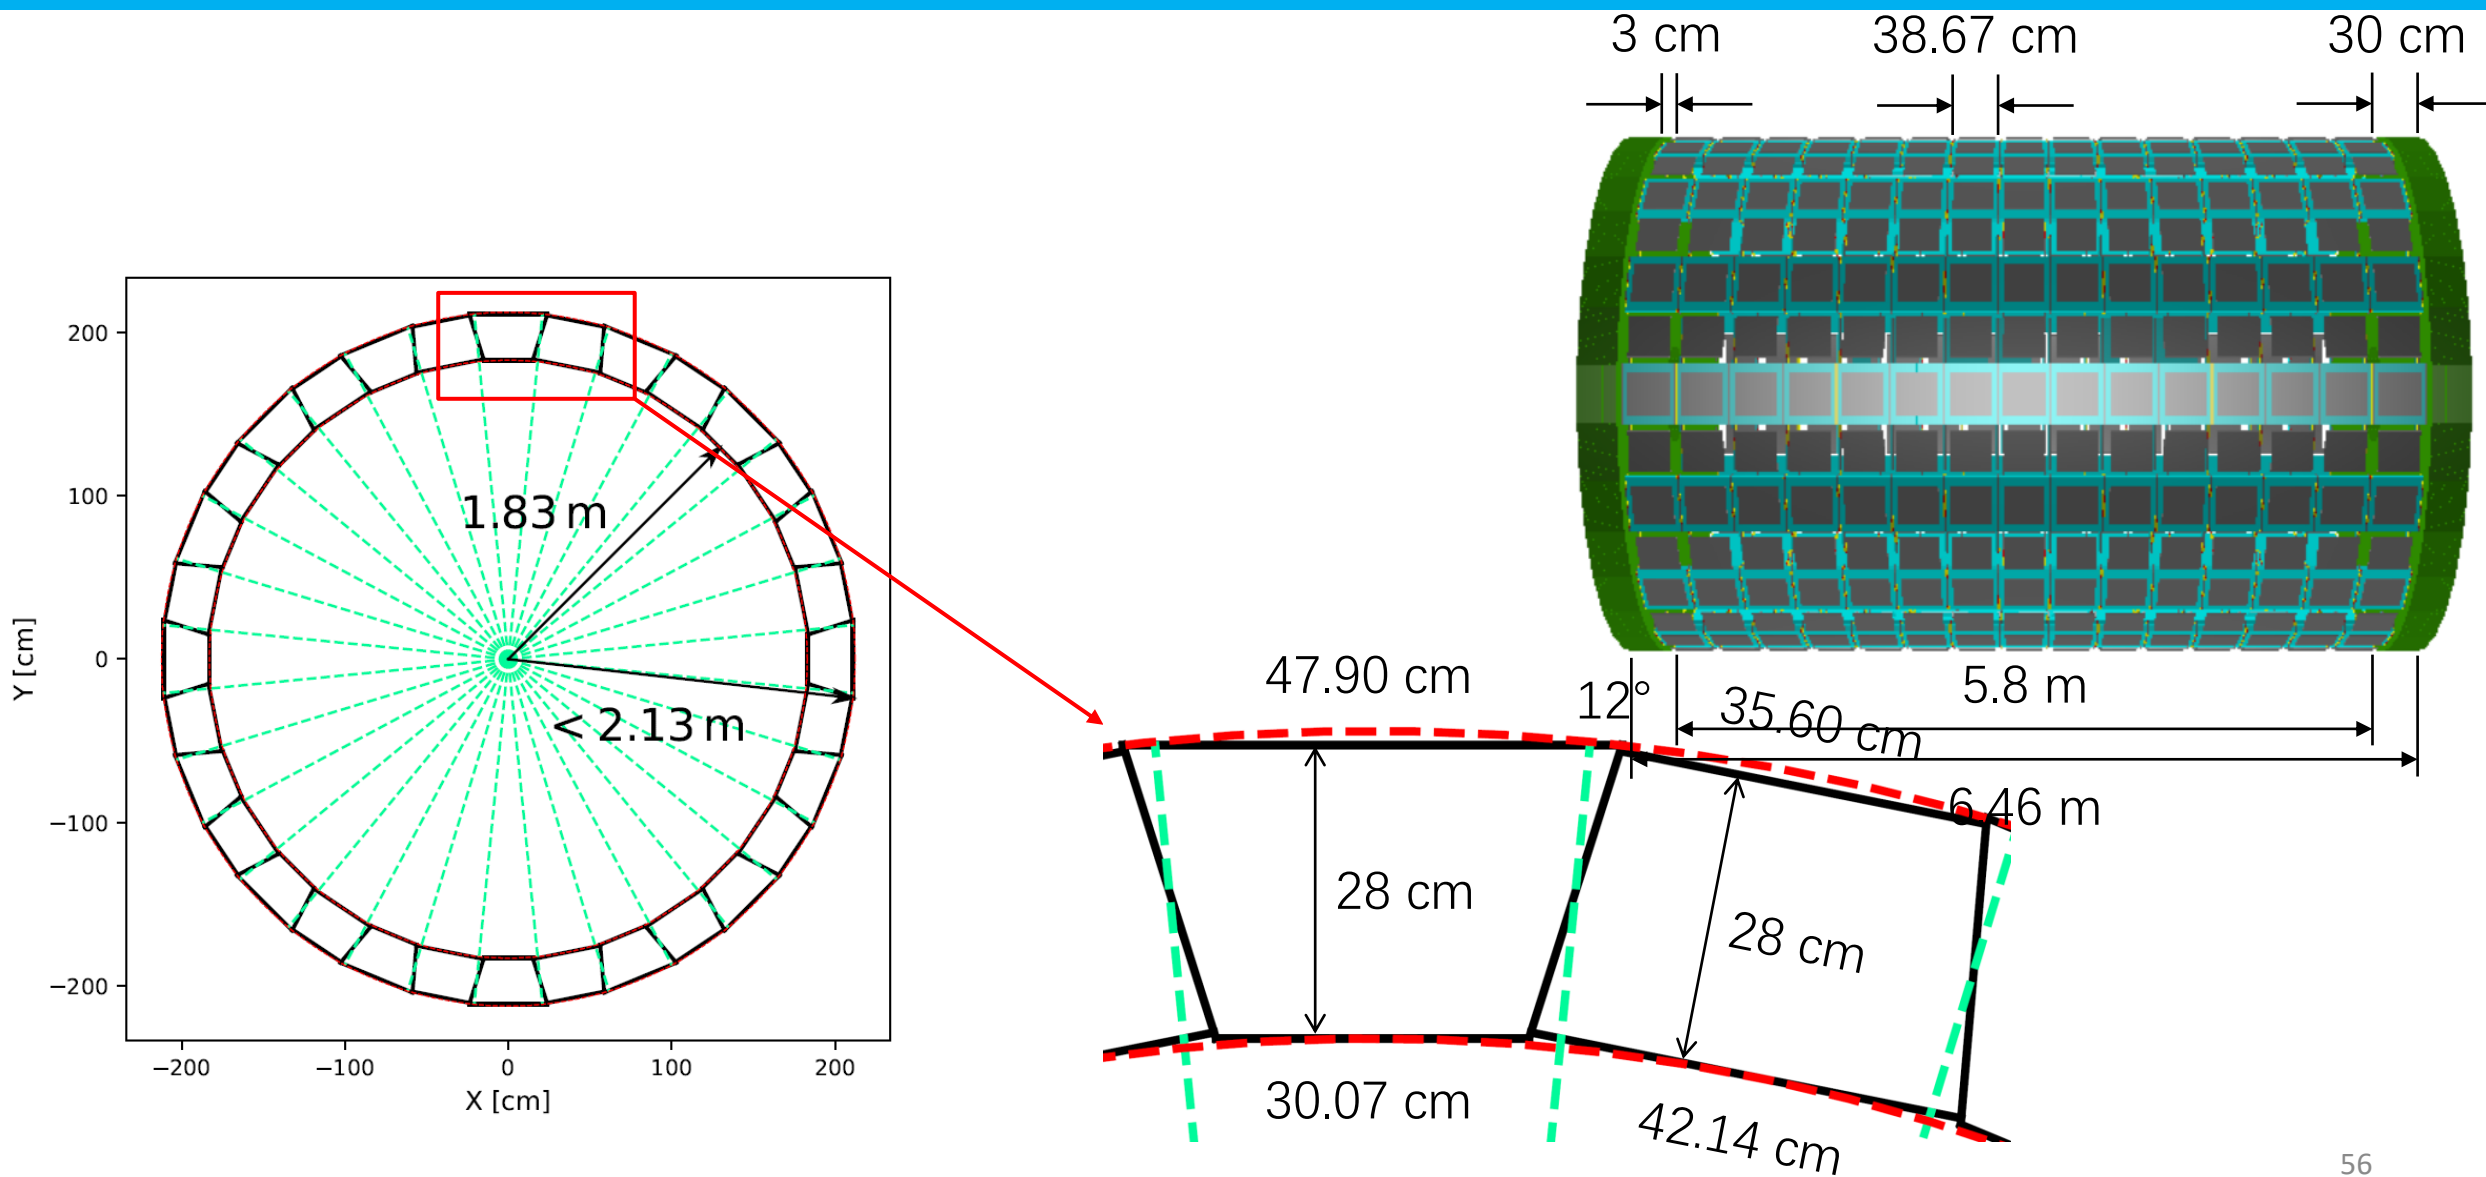 3 cm
38.67 cm
30 cm
200
100
0
−100
−200
Y [cm]
−200
−100
0
100
200
X [cm]
1.83 m
< 2.13 m
47.90 cm
12°
35.60 cm
5.8 m
6.46 m
28 cm
28 cm
30.07 cm
42.14 cm
56